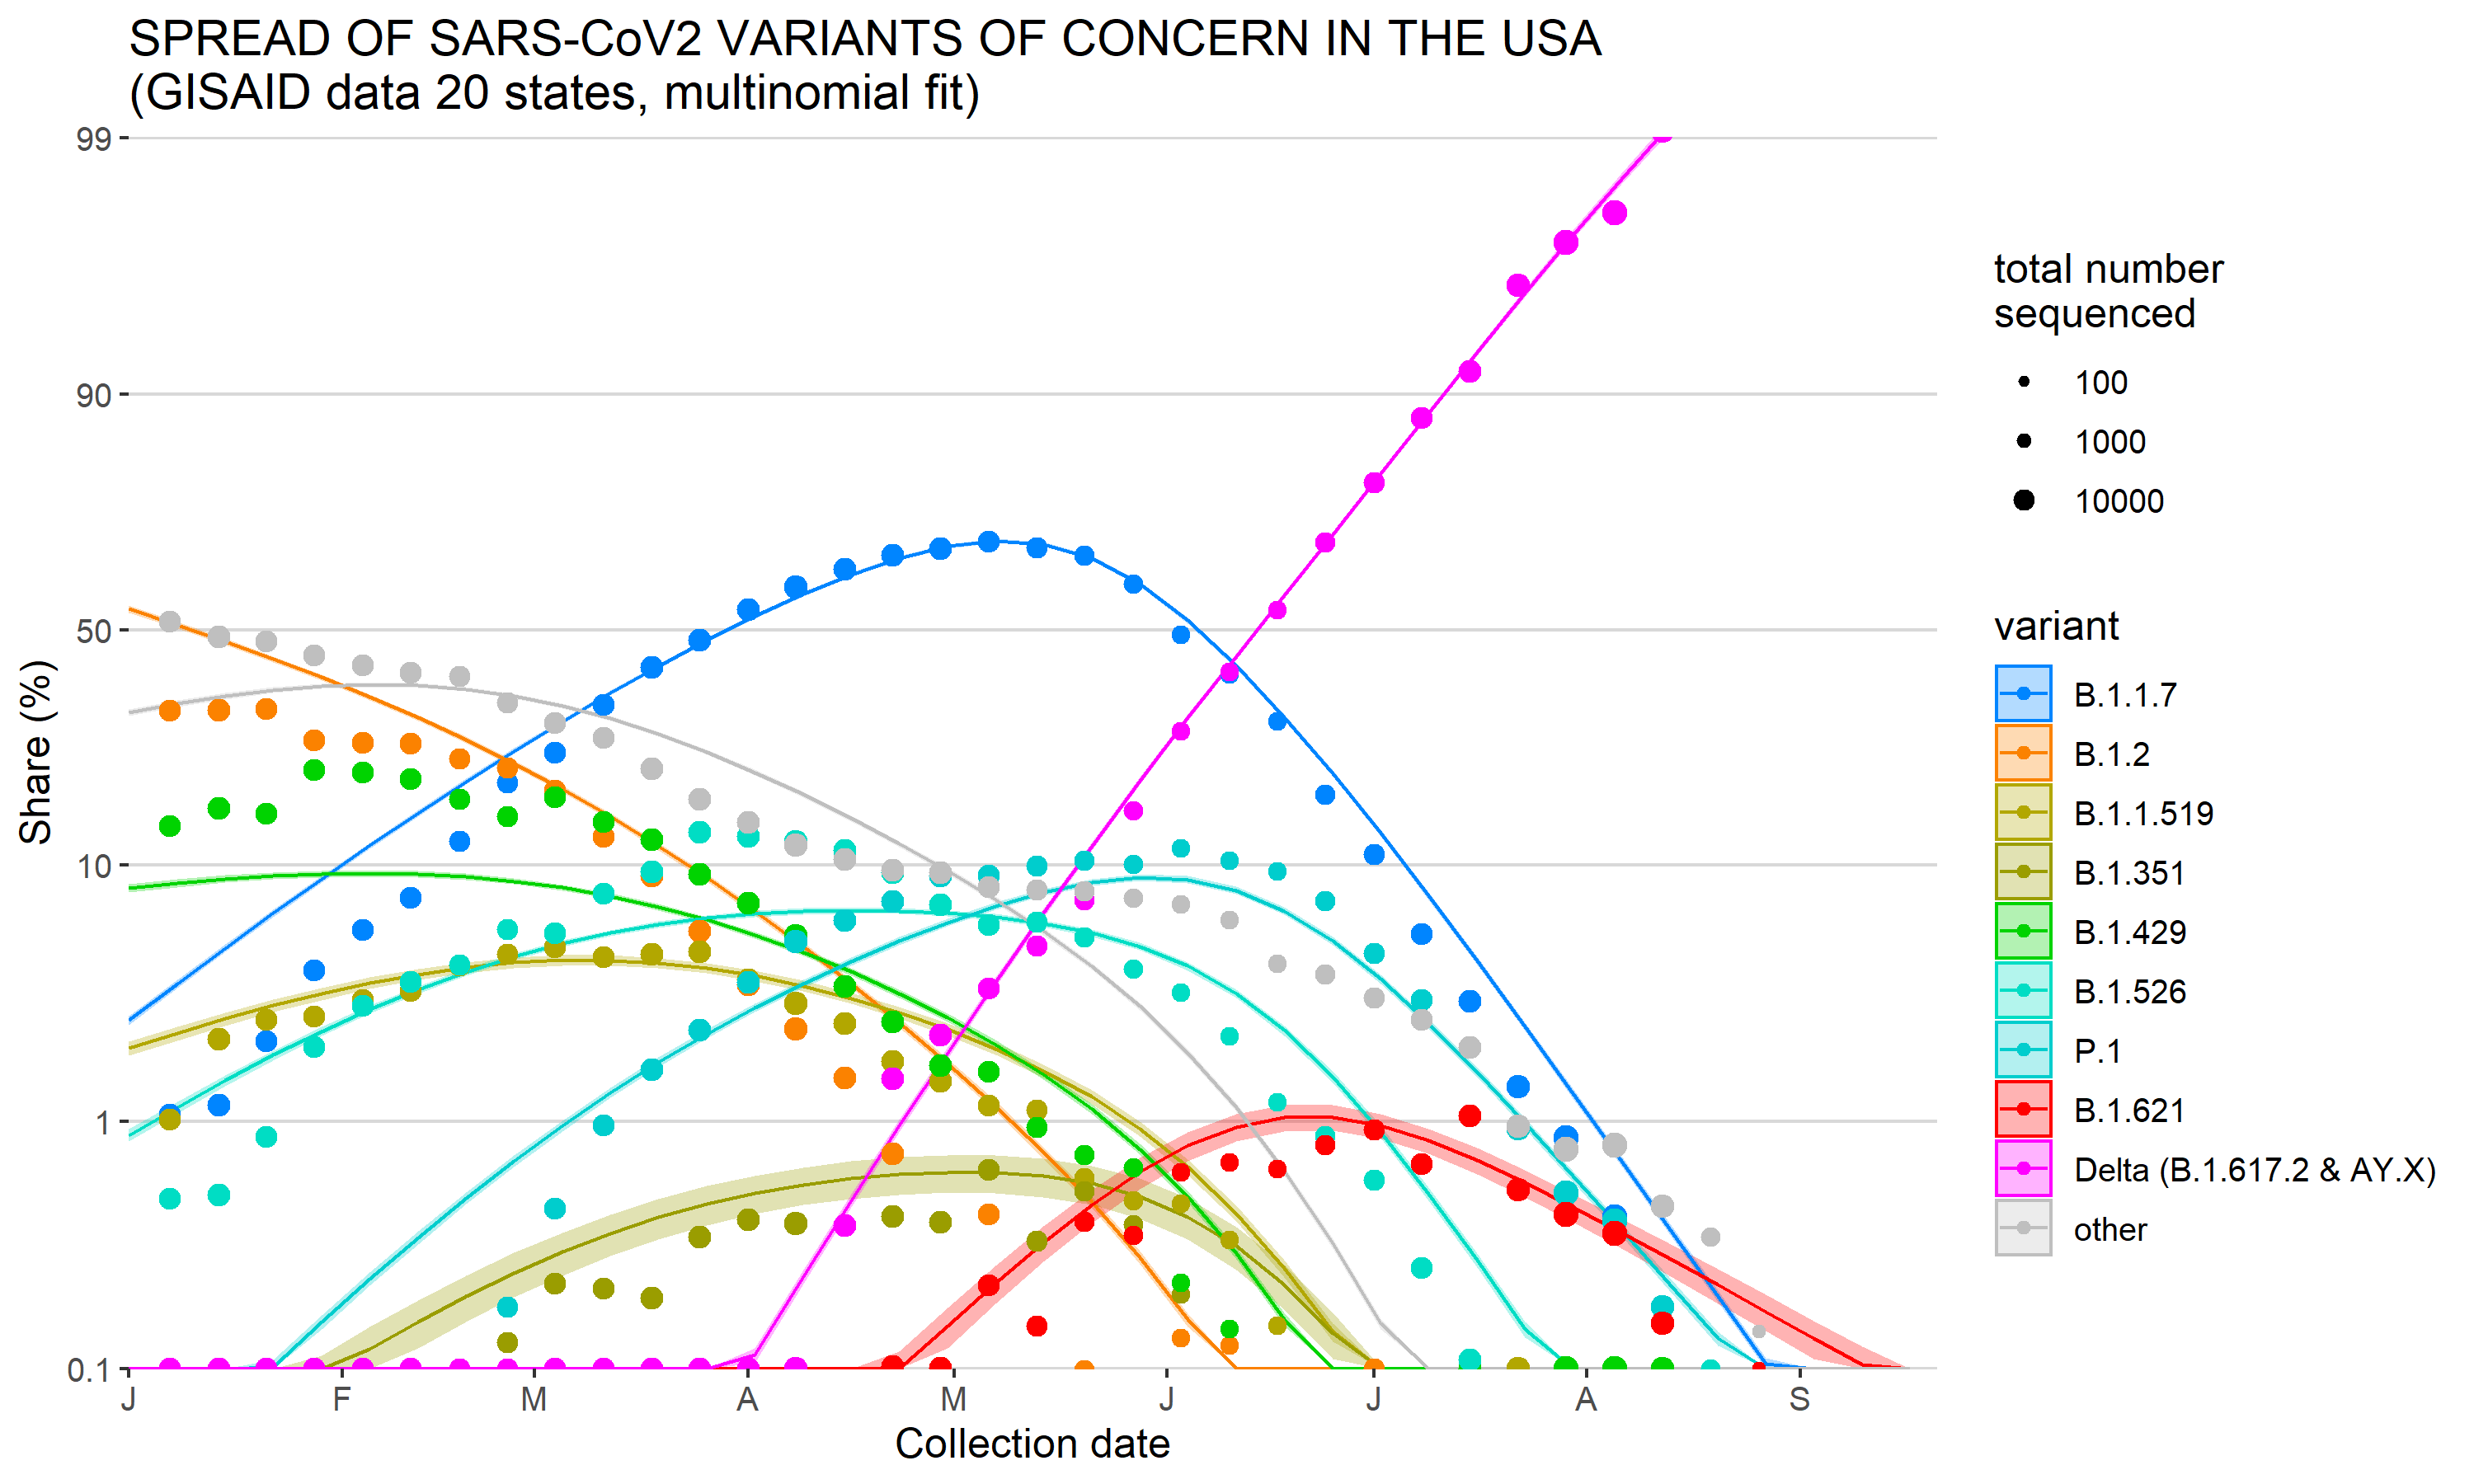 SPREAD OF SARS-CoV2 VARIANTS OF CONCERN IN THE USA
(GISAID data 20 states, multinomial fit)
Share (%)
99
90
50
10
1
0.1
J F M A M J J A S
Collection date
total number
sequenced
100
1000
10000
variant
B.1.1.7
B.1.2
B.1.1.519
B.1.351
B.1.429
B.1.526
P.1
B.1.621
Delta (B.1.617.2 & AY.X)
other